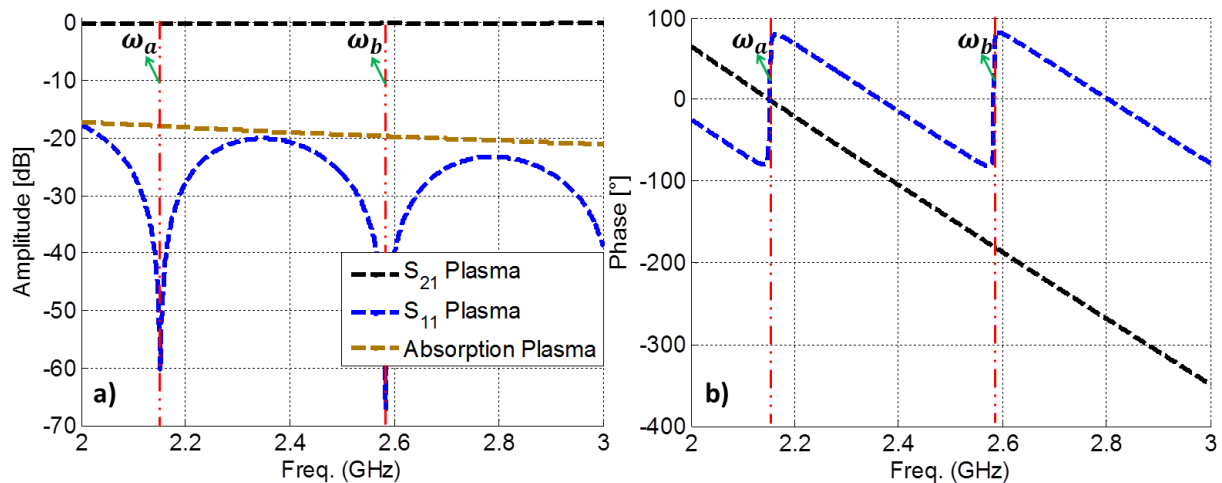 0
-10
-20
-30
-40
-50
-60
-70
Amplitude [dB]
ωa
ωb
S21 Plasma
S11 Plasma
Absorption Plasma
a)
2
2.2
2.4
2.6
2.8
3
Freq. (GHz)
100
0
-100
-200
-300
-400
Phase [°]
ωa
ωb
b)
2
2.2
2.4
2.6
2.8
3
Freq. (GHz)